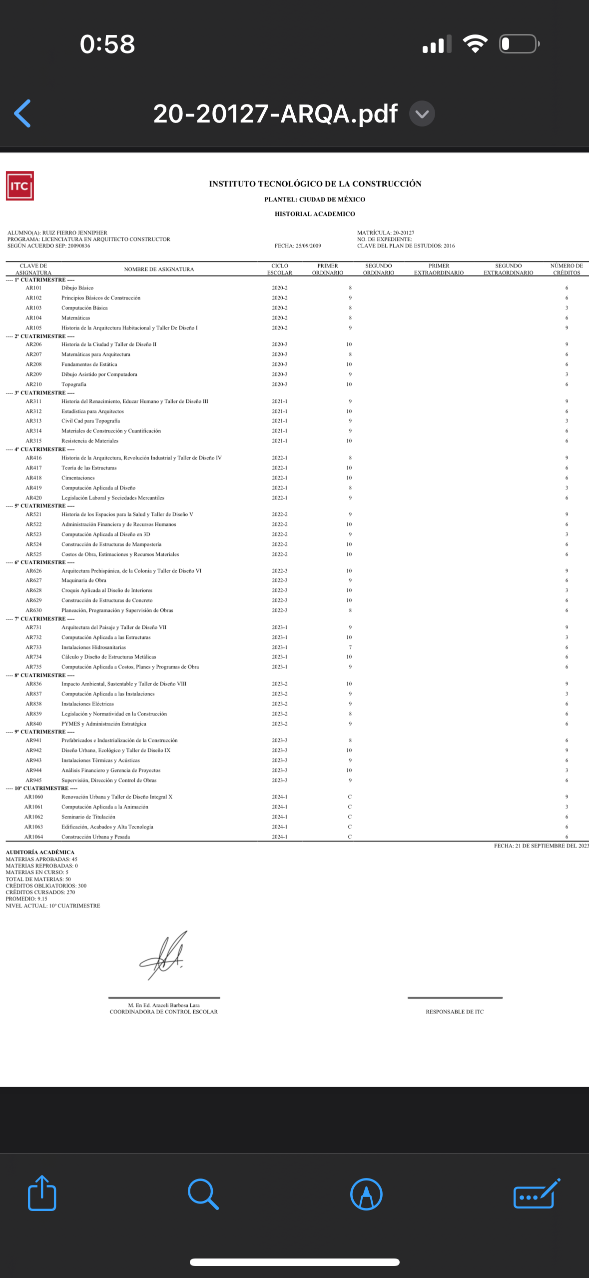 0:58
20-20127-ARQA.pdf
ITC
INSTITUTO TECNOLÓGICO DE LA CONSTRUCCIÓN
PLANTEL: CIUDAD DE MÉXICO
HISTORIAL ACADEMICO
ALUMNO(A): RUIZ FIERRO JENNIPHER MATRÍCULA: 20-20127
PROGRAMA: LICENCIATURA EN ARQUITECTO CONSTRUCTOR NO. DE EXPEDIENTE:
SEGÚN ACUERDO SEP: 20090836 FECHA: 25/09/2009 CLAVE DEL PLAN DE ESTUDIOS: 2016
CLAVE DE ASIGNATURA NOMBRE DE ASIGNATURA CICLO ESCOLAR PRIMER ORDINARIO SEGUNDO ORDINARIO PRIMER EXTRAORDINARIO SEGUNDO EXTRAORDINARIO NÚMERO DE CRÉDITOS
---- 1º CUATRIMESTRE ----
AR101 Dibujo Básico 2020-2 8 6
AR102 Principios Básicos de Construcción 2020-2 9 6
AR103 Computación Básica 2020-2 8 3
AR104 Matemáticas 2020-2 8 6
AR105 Historia de la Arquitectura Habitacional y Taller De Diseño I 2020-2 9 9
---- 2º CUATRIMESTRE ----
AR206 Historia de la Ciudad y Taller de Diseño II 2020-3 10 9
AR207 Matemáticas para Arquitectura 2020-3 8 6
AR208 Fundamentos de Estática 2020-3 10 6
AR209 Dibujo Asistido por Computadora 2020-3 9 3
AR210 Topografía 2020-3 10 6
---- 3º CUATRIMESTRE ----
AR311 Historia del Renacimiento, Educar Humano y Taller de Diseño III 2021-1 9 9
AR312 Estadística para Arquitectos 2021-1 10 6
AR313 Civil Cad para Topografía 2021-1 9 3
AR314 Materiales de Construcción y Cuantificación 2021-1 9 6
AR315 Resistencia de Materiales 2021-1 10 6
---- 4º CUATRIMESTRE ----
AR416 Historia de la Arquitectura, Revolución Industrial y Taller de Diseño IV 2022-1 8 9
AR417 Teoría de las Estructuras 2022-1 10 6
AR418 Cimentaciones 2022-1 10 6
AR419 Computación Aplicada al Diseño 2022-1 8 3
AR420 Legislación Laboral y Sociedades Mercantiles 2022-1 9 6
---- 5º CUATRIMESTRE ----
AR521 Historia de los Espacios para la Salud y Taller de Diseño V 2022-2 9 9
AR522 Administración Financiera y de Recursos Humanos 2022-2 10 6
AR523 Computación Aplicada al Diseño en 3D 2022-2 9 3
AR524 Construcción de Estructuras de Mampostería 2022-2 10 6
AR525 Costos de Obra, Estimaciones y Recursos Materiales 2022-2 10 6
---- 6º CUATRIMESTRE ----
AR626 Arquitectura Prehispánica, de la Colonia y Taller de Diseño VI 2022-3 10 9
AR627 Maquinaria de Obra 2022-3 9 6
AR628 Croquis Aplicada al Diseño de Interiores 2022-3 10 3
AR629 Construcción de Estructuras de Concreto 2022-3 10 6
AR630 Planeación, Programación y Supervisión de Obras 2022-3 8 6
---- 7º CUATRIMESTRE ----
AR731 Arquitectura del Paisaje y Taller de Diseño VII 2023-1 9 9
AR732 Computación Aplicada a las Estructuras 2023-1 10 3
AR733 Instalaciones Hidrosanitarias 2023-1 7 6
AR734 Cálculo y Diseño de Estructuras Metálicas 2023-1 10 6
AR735 Computación Aplicada a Costos, Planes y Programas de Obra 2023-1 9 6
---- 8º CUATRIMESTRE ----
AR836 Impacto Ambiental, Sustentable y Taller de Diseño VIII 2023-2 10 9
AR837 Computación Aplicada a las Instalaciones 2023-2 9 3
AR838 Instalaciones Eléctricas 2023-2 9 6
AR839 Legislación y Normatividad en la Construcción 2023-2 8 6
AR840 PYMES y Administración Estratégica 2023-2 9 6
---- 9º CUATRIMESTRE ----
AR941 Prefabricados e Industrialización de la Construcción 2023-3 8 6
AR942 Diseño Urbano, Ecológico y Taller de Diseño IX 2023-3 10 9
AR943 Instalaciones Térmicas y Acústicas 2023-3 9 6
AR944 Análisis Financiero y Gerencia de Proyectos 2023-3 10 3
AR945 Supervisión, Dirección y Control de Obras 2023-3 9 6
---- 10º CUATRIMESTRE ----
AR1060 Renovación Urbana y Taller de Diseño Integral X 2024-1 C 9
AR1061 Computación Aplicada a la Animación 2024-1 C 3
AR1062 Seminario de Titulación 2024-1 C 6
AR1063 Edificación, Acabados y Alta Tecnología 2024-1 C 6
AR1064 Construcción Urbana y Pesada 2024-1 C 6
FECHA: 21 DE SEPTIEMBRE DEL 2023
AUDITORÍA ACADÉMICA
MATERIAS APROBADAS: 45
MATERIAS REPROBADAS: 0
MATERIAS EN CURSO: 5
TOTAL DE MATERIAS: 50
CRÉDITOS OBLIGATORIOS: 300
CRÉDITOS CURSADOS: 270
PROMEDIO: 9.15
NIVEL ACTUAL: 10º CUATRIMESTRE
M. En Ed. Araceli Barbosa Lara
COORDINADORA DE CONTROL ESCOLAR RESPONSABLE DE ITC